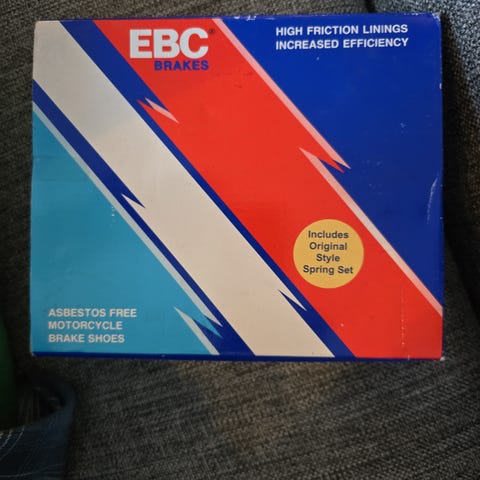 EBC®
BRAKES
HIGH FRICTION LININGS
INCREASED EFFICIENCY
Includes
Original
Style
Spring Set
ASBESTOS FREE
MOTORCYCLE
BRAKE SHOES